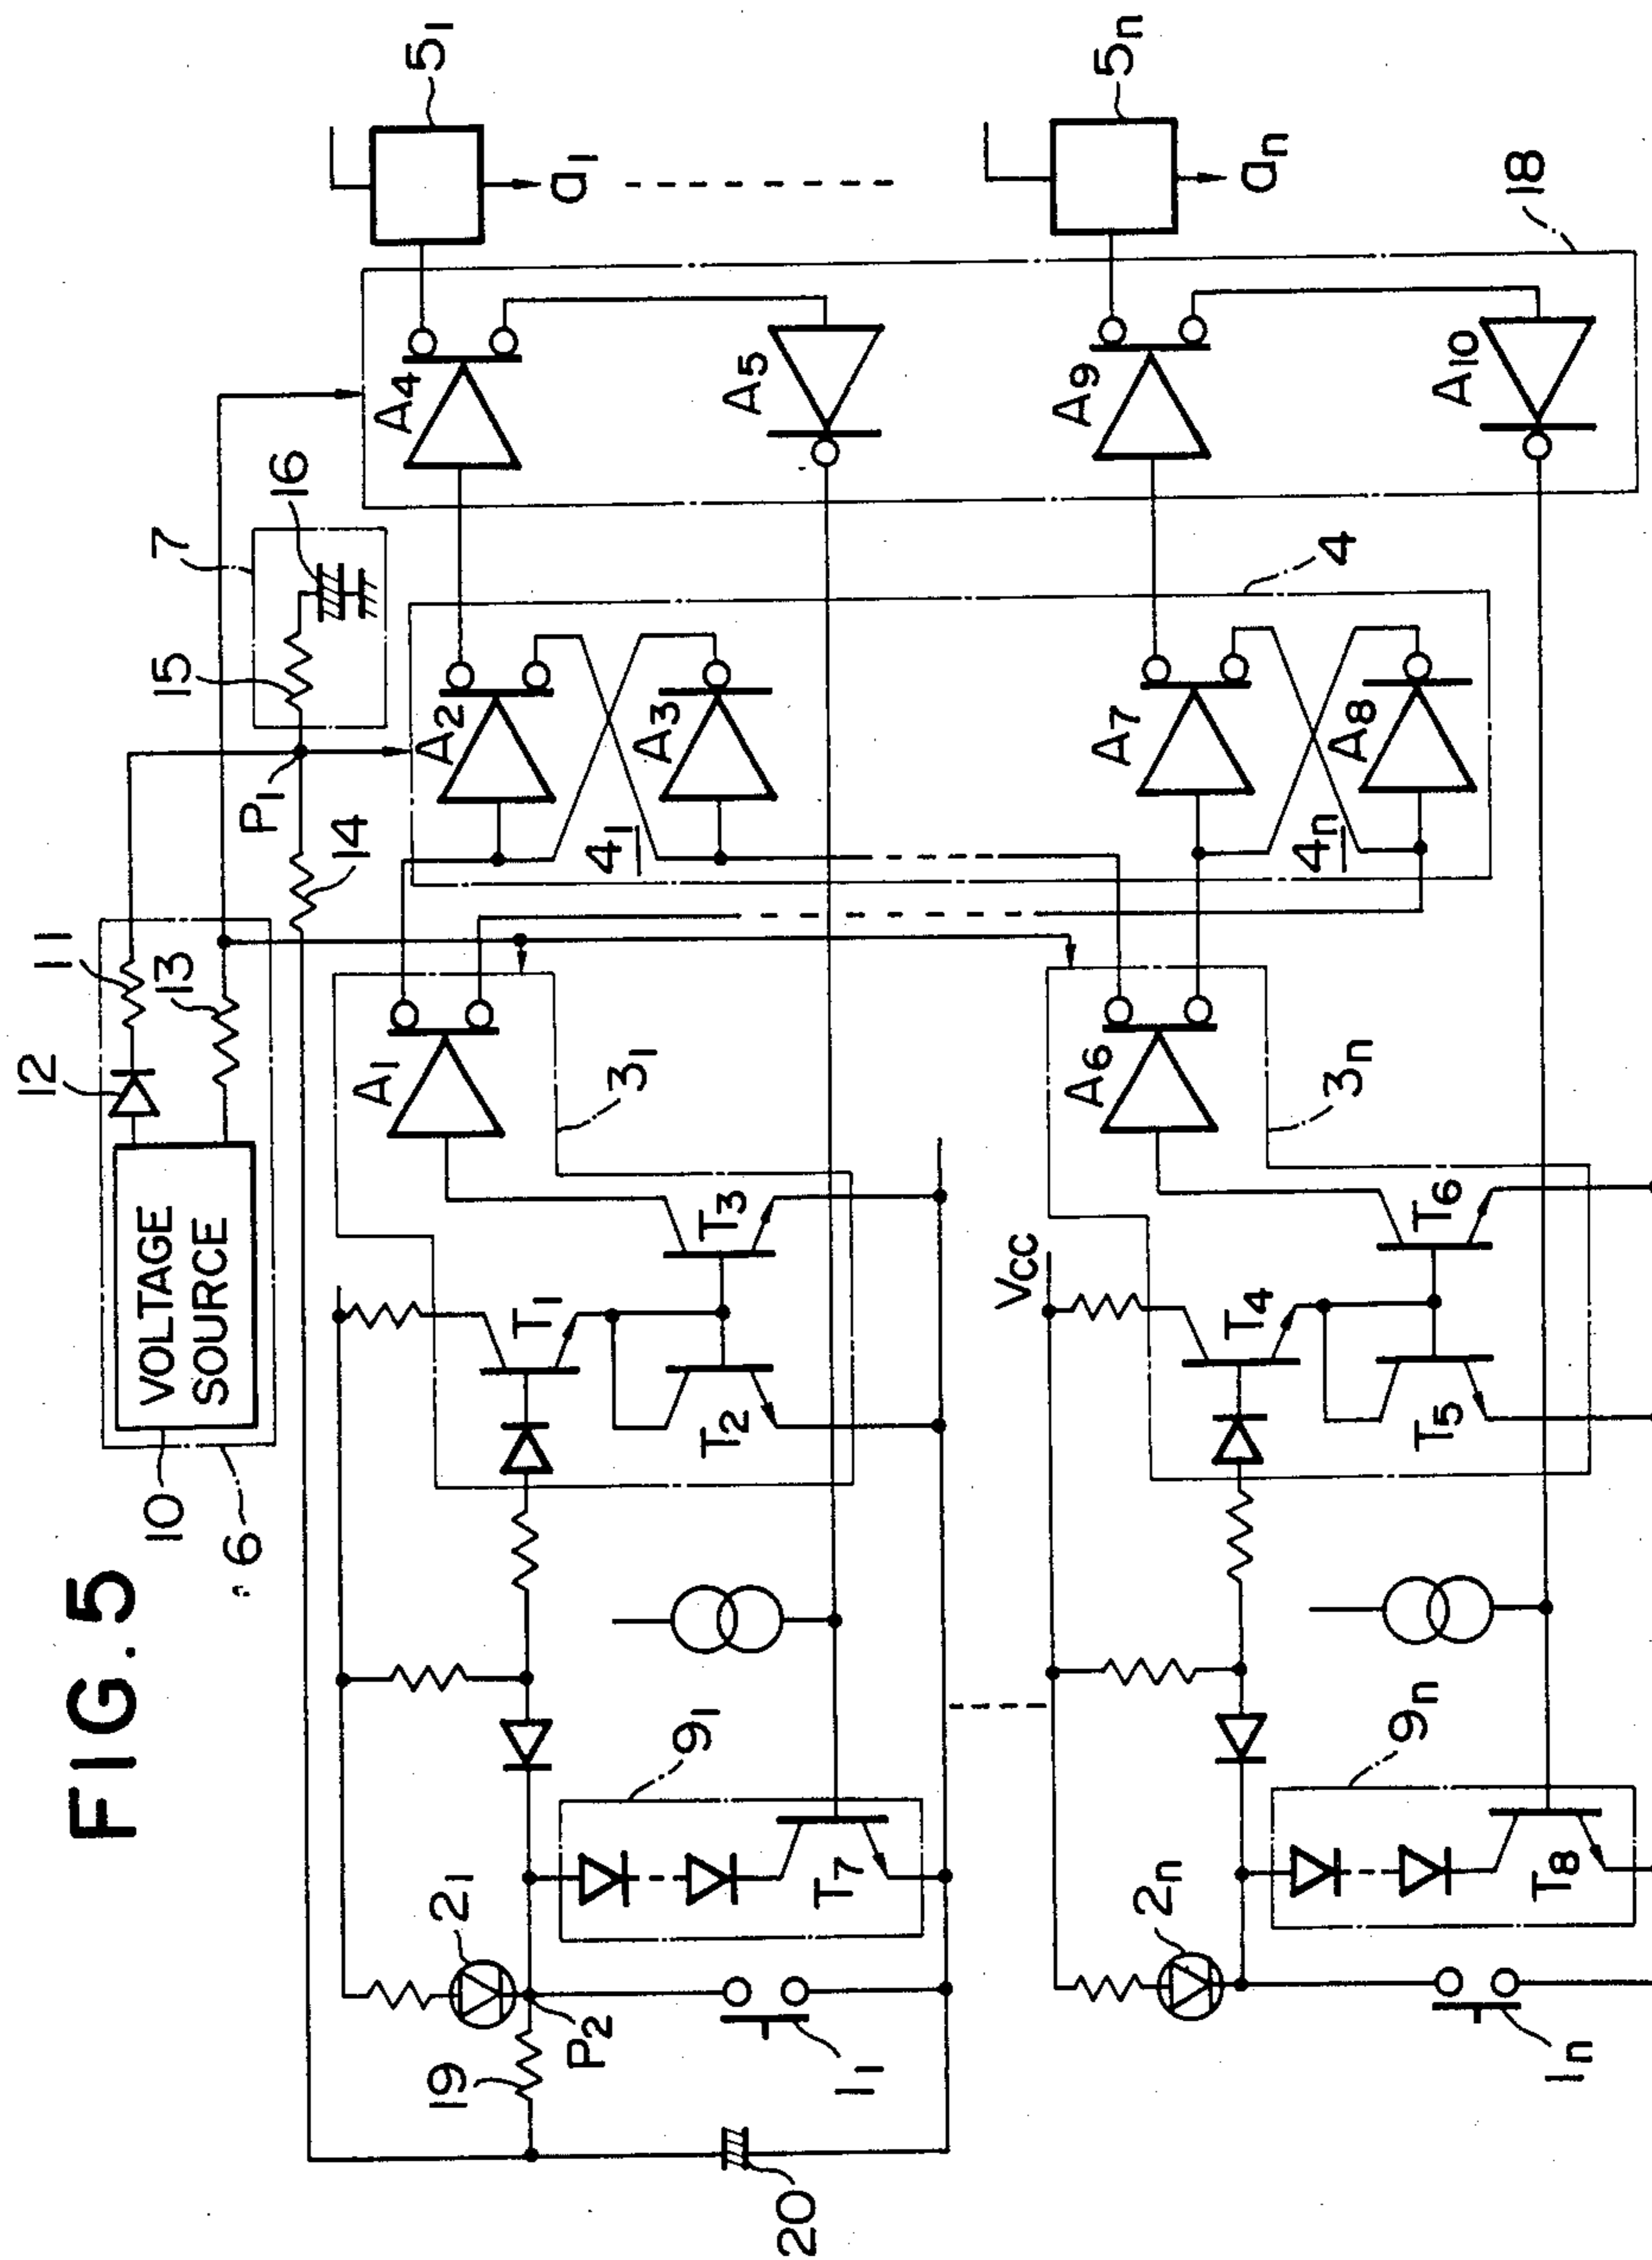 FIG.5
10
6
VOLTAGE
SOURCE
12
11
13
14
P1
15
16
7
19
P2
21
20
11
91
T7
T1
T2
T3
A1
31
A2
A3
41
4
A4
A5
51
a1
VCC
2n
1n
9n
T8
T4
T5
T6
A6
3n
A7
A8
4n
A9
A10
18
5n
an